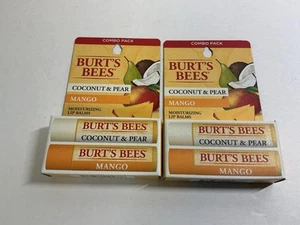 COMBO PACK
BURT'S
BEES
COCONUT & PEAR
MANGO
MOISTURIZING
LIP BALMS
BURT'S BEES
COCONUT & PEAR
BURT'S BEES
MANGO
COMBO PACK
BURT'S
BEES
COCONUT & PEAR
MANGO
MOISTURIZING
LIP BALMS
BURT'S BEES
COCONUT & PEAR
BURT'S BEES
MANGO